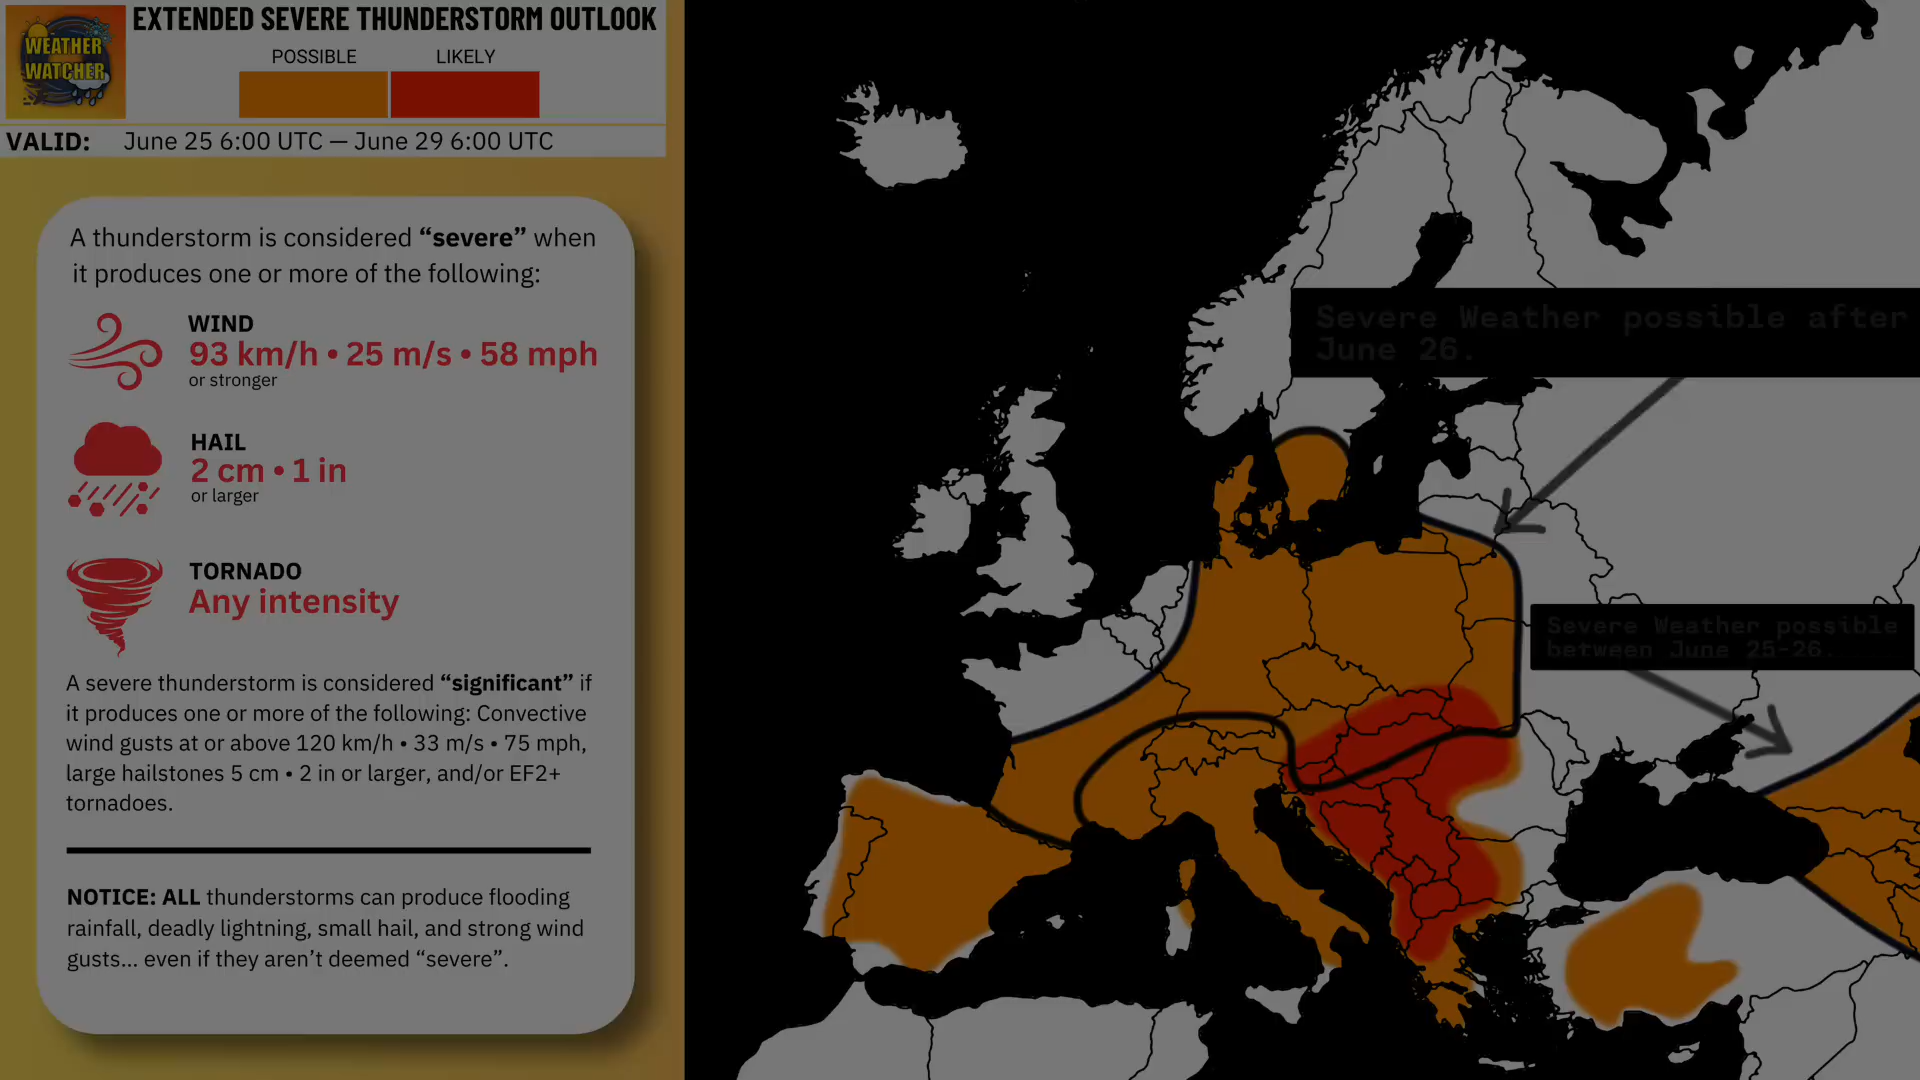 WEATHER
WATCHER
EXTENDED SEVERE THUNDERSTORM OUTLOOK
POSSIBLE
LIKELY
VALID: June 25 6:00 UTC — June 29 6:00 UTC
A thunderstorm is considered “severe” when
it produces one or more of the following:
WIND
93 km/h • 25 m/s • 58 mph
or stronger
HAIL
2 cm • 1 in
or larger
TORNADO
Any intensity
A severe thunderstorm is considered “significant” if
it produces one or more of the following: Convective
wind gusts at or above 120 km/h • 33 m/s • 75 mph,
large hailstones 5 cm • 2 in or larger, and/or EF2+
tornadoes.
NOTICE: ALL thunderstorms can produce flooding
rainfall, deadly lightning, small hail, and strong wind
gusts... even if they aren’t deemed “severe”.
Severe Weather possible after
June 26.
Severe Weather possible
between June 25-26.